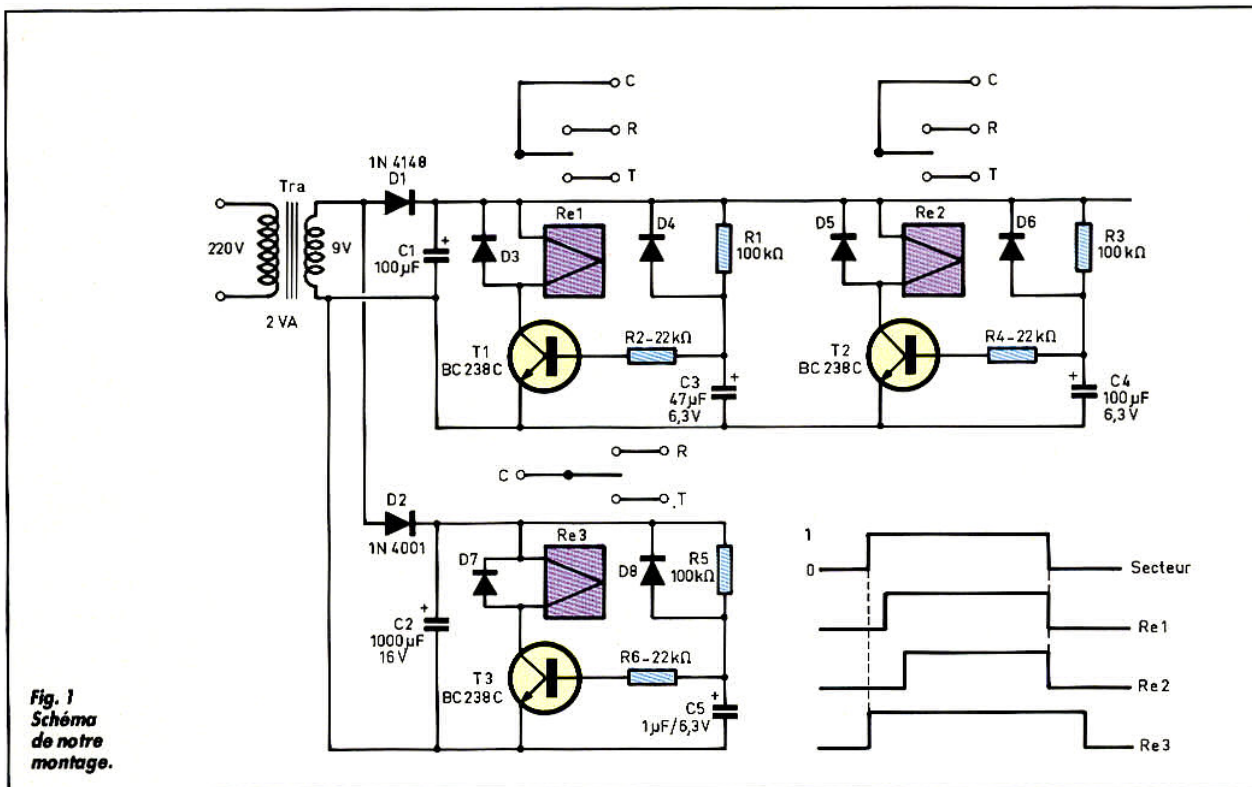 C
R
T
C
R
T
1N 4148
D1
Tra
220V
9V
2 VA
C1
100µF
+
D3
Re1
D4
R1
100kΩ
D5
Re2
D6
R3
100kΩ
T1
BC 238C
R2-22kΩ
C3
47µF
6,3V
+
T2
BC 238C
R4-22kΩ
+
C4
100µF
6,3V
C
R
.T
D2
1N 4001
+
C2
1000µF
16V
D7
Re3
D8
R5
100kΩ
T3
BC 238C
R6-22kΩ
+
C5
1µF/6,3V
1
0
Secteur
Re1
Re2
Re3
Fig. 1
Schéma
de notre
montage.